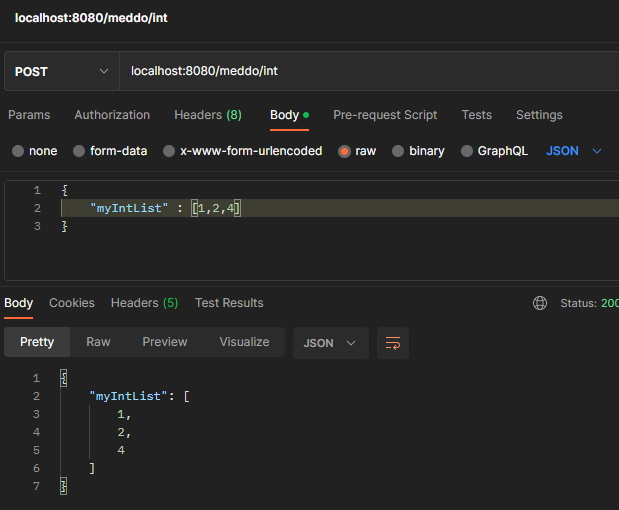 localhost:8080/meddo/int
POST localhost:8080/meddo/int
Params Authorization Headers (8) Body Pre-request Script Tests Settings
none form-data x-www-form-urlencoded raw binary GraphQL JSON
1 {
2 "myIntList" : [1,2,4]
3 }
Body Cookies Headers (5) Test Results Status: 200
Pretty Raw Preview Visualize JSON
1 {
2 "myIntList": [
3 1,
4 2,
5 4
6 ]
7 }